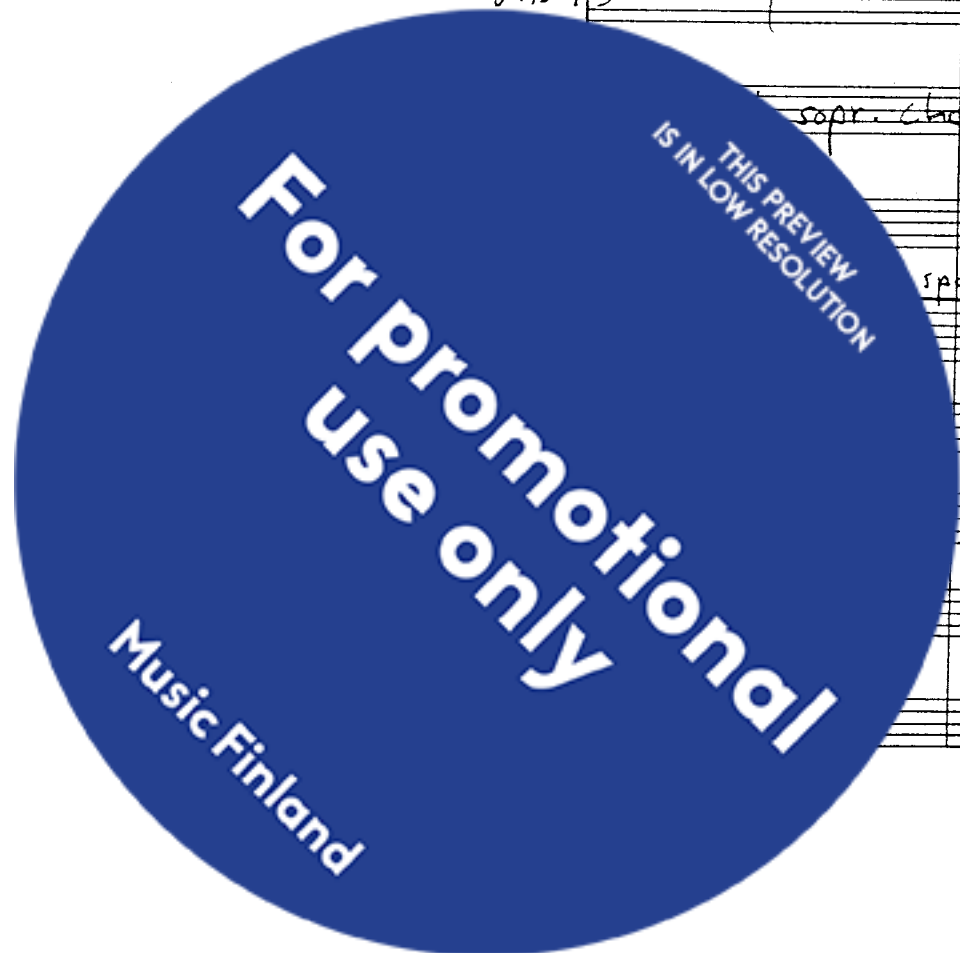 sopr.
THIS PREVIEW
IS IN LOW RESOLUTION
For promotional
use only
Music Finland